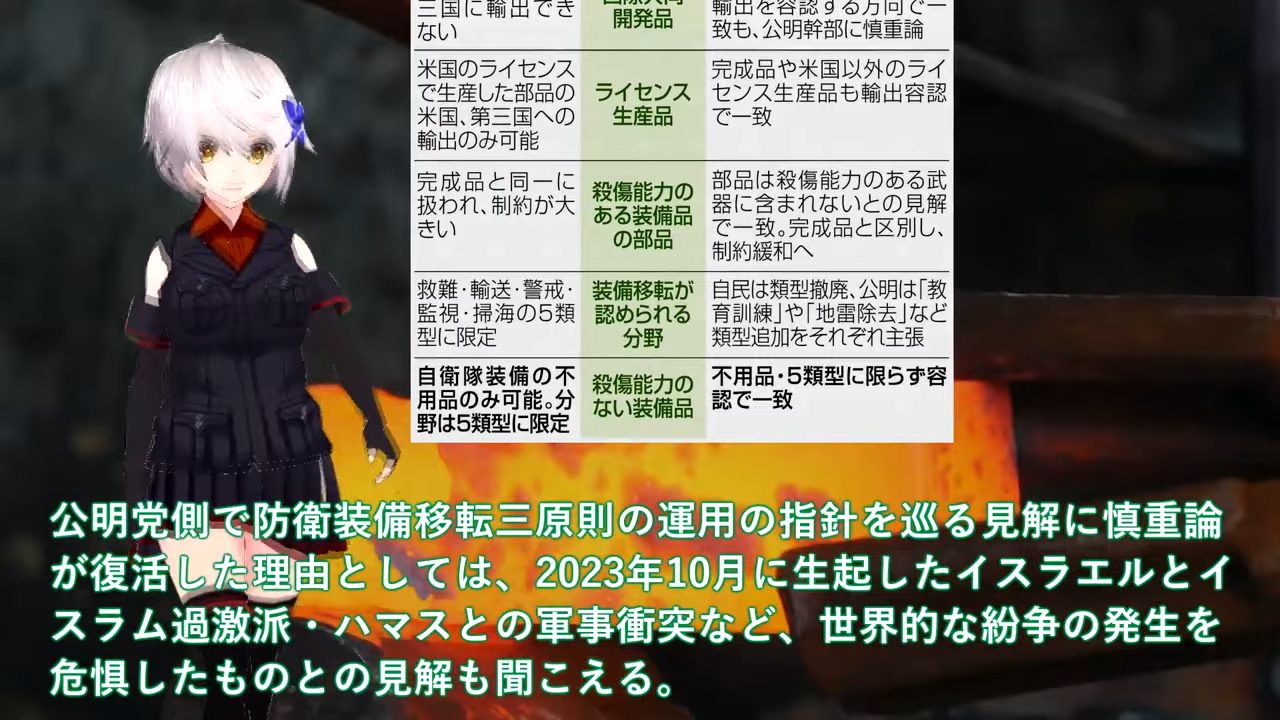 三国に輸出でき
ない
国際共同
開発品
輸出を容認する方向で一
致も、公明幹部に慎重論
米国のライセンス
で生産した部品の
米国、第三国への
輸出のみ可能
ライセンス
生産品
完成品や米国以外のライ
センス生産品も輸出容認
で一致
完成品と同一に
扱われ、制約が大
きい
殺傷能力の
ある装備品
の部品
部品は殺傷能力のある武
器に含まれないとの見解
で一致。完成品と区別し、
制約緩和へ
救難・輸送・警戒・
監視・掃海の5類
型に限定
装備移転が
認められる
分野
自民は類型撤廃、公明は「教
育訓練」や「地雷除去」など
類型追加をそれぞれ主張
自衛隊装備の不
用品のみ可能。分
野は5類型に限定
殺傷能力の
ない装備品
不用品・5類型に限らず容
認で一致
公明党側で防衛装備移転三原則の運用の指針を巡る見解に慎重論
が復活した理由としては、2023年10月に生起したイスラエルとイ
スラム過激派・ハマスとの軍事衝突など、世界的な紛争の発生を
危惧したものとの見解も聞こえる。